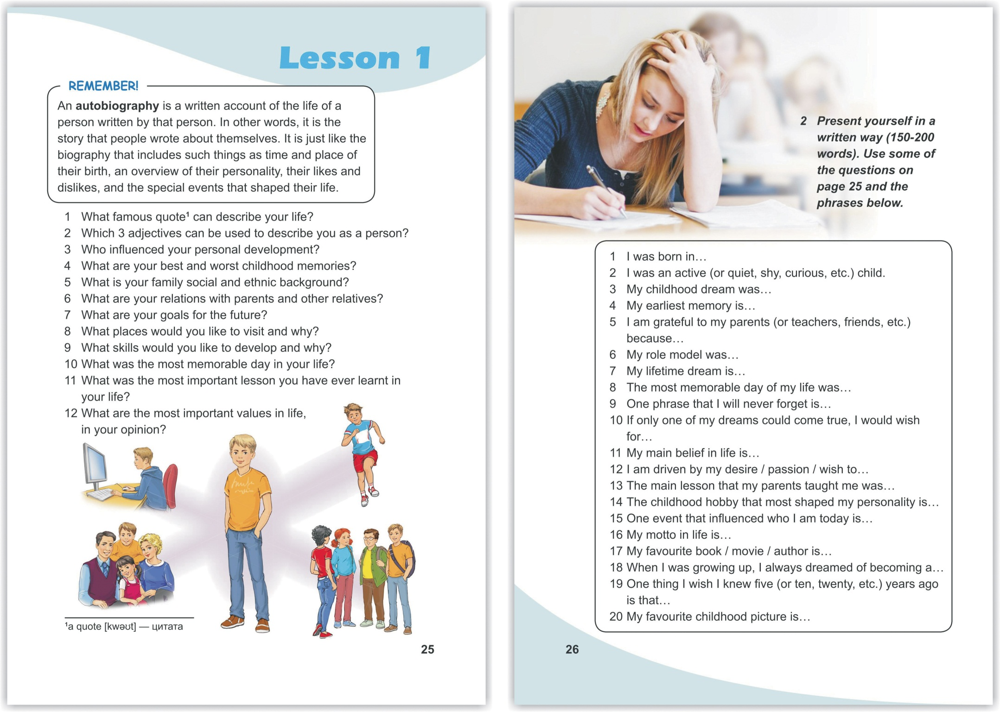 Lesson 1
REMEMBER!
An autobiography is a written account of the life of a
person written by that person. In other words, it is the
story that people wrote about themselves. It is just like the
biography that includes such things as time and place of
their birth, an overview of their personality, their likes and
dislikes, and the special events that shaped their life.
1 What famous quote¹ can describe your life?
2 Which 3 adjectives can be used to describe you as a person?
3 Who influenced your personal development?
4 What are your best and worst childhood memories?
5 What is your family social and ethnic background?
6 What are your relations with parents and other relatives?
7 What are your goals for the future?
8 What places would you like to visit and why?
9 What skills would you like to develop and why?
10 What was the most memorable day in your life?
11 What was the most important lesson you have ever learnt in
your life?
12 What are the most important values in life,
in your opinion?
¹a quote [kwəʊt] — цитата
25
2 Present yourself in a
written way (150-200
words). Use some of
the questions on
page 25 and the
phrases below.
1 I was born in…
2 I was an active (or quiet, shy, curious, etc.) child.
3 My childhood dream was…
4 My earliest memory is…
5 I am grateful to my parents (or teachers, friends, etc.)
because…
6 My role model was…
7 My lifetime dream is…
8 The most memorable day of my life was…
9 One phrase that I will never forget is…
10 If only one of my dreams could come true, I would wish
for…
11 My main belief in life is…
12 I am driven by my desire / passion / wish to…
13 The main lesson that my parents taught me was…
14 The childhood hobby that most shaped my personality is…
15 One event that influenced who I am today is…
16 My motto in life is…
17 My favourite book / movie / author is…
18 When I was growing up, I always dreamed of becoming a…
19 One thing I wish I knew five (or ten, twenty, etc.) years ago
is that…
20 My favourite childhood picture is…
26